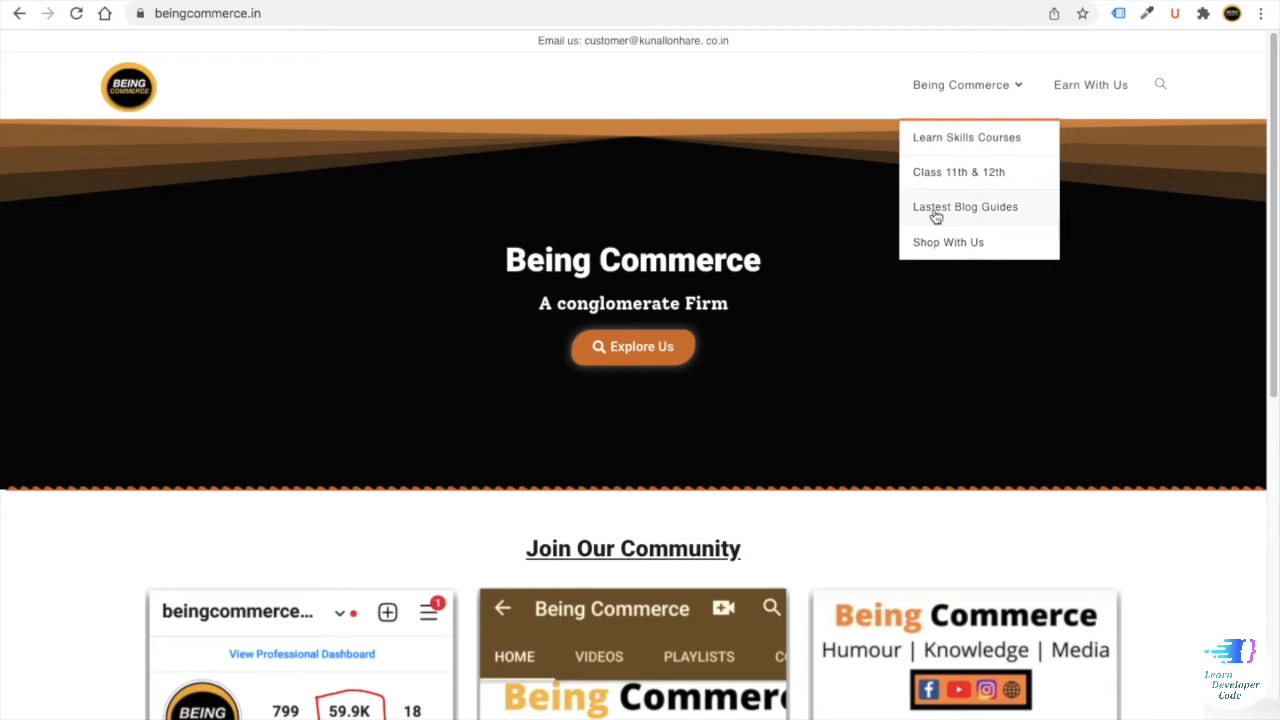 beingcommerce.in
Email us: customer@kunallonhare. co.in
BEING
COMMERCE
Being Commerce
Earn With Us
Learn Skills Courses
Class 11th & 12th
Lastest Blog Guides
Shop With Us
Being Commerce
A conglomerate Firm
Explore Us
Join Our Community
beingcommerce...
1
View Professional Dashboard
BEING
799
59.9K
18
Being Commerce
HOME
VIDEOS
PLAYLISTS
Being Commer
Being Commerce
Humour | Knowledge | Media
Learn
Developer
Code